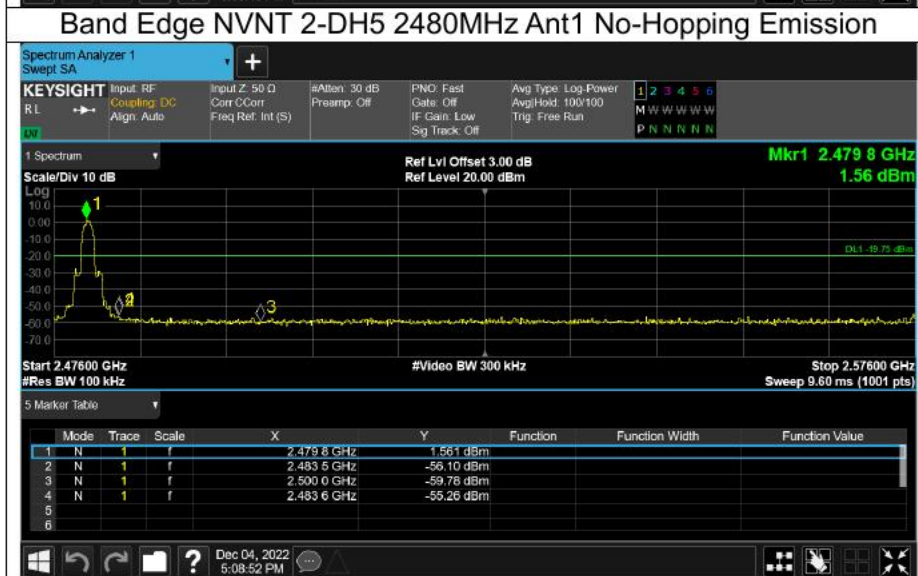 Band Edge NVNT 2-DH5 2480MHz Ant1 No-Hopping Emission
Spectrum Analyzer 1
Swept SA
+
KEYSIGHT Input: RF Input Z: 50 Ω #Atten: 30 dB PNO: Fast Avg Type: Log-Power 1 2 3 4 5 6
RL Coupling: DC Corr CCorr Preamp: Off Gate: Off Avg|Hold: 100/100 M W W W W W
Align: Auto Freq Ref: Int (S) IF Gain: Low Trig: Free Run
Sig Track: Off P N N N N N
1 Spectrum Ref Lvl Offset 3.00 dB Mkr1 2.479 8 GHz
Scale/Div 10 dB Ref Level 20.00 dBm 1.56 dBm
Log
10.0
0.00
-10.0
-20.0
-30.0
-40.0
-50.0
-60.0
-70.0
1
3
DL1 -19.75 dBm
Start 2.47600 GHz #Video BW 300 kHz Stop 2.57600 GHz
#Res BW 100 kHz Sweep 9.60 ms (1001 pts)
5 Marker Table
Mode Trace Scale X Y Function Function Width Function Value
1 N 1 f 2.479 8 GHz 1.561 dBm
2 N 1 f 2.483 5 GHz -56.10 dBm
3 N 1 f 2.500 0 GHz -59.78 dBm
4 N 1 f 2.483 6 GHz -55.26 dBm
5
6
? Dec 04, 2022
5:08:52 PM